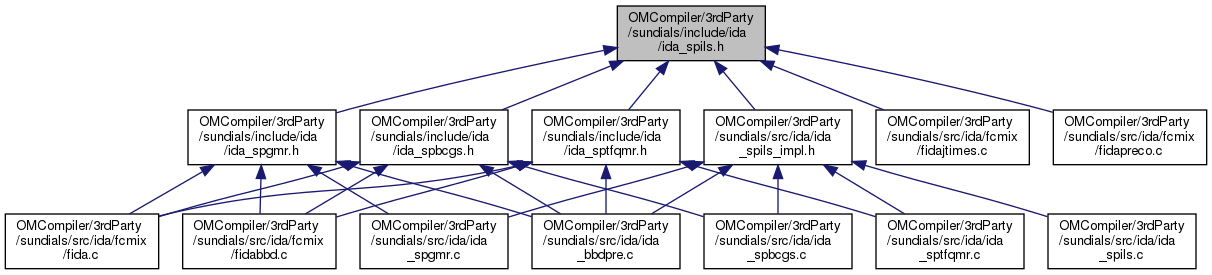 OMCompiler/3rdParty
/sundials/include/ida
/ida_spils.h
OMCompiler/3rdParty
/sundials/include/ida
/ida_spgmr.h
OMCompiler/3rdParty
/sundials/include/ida
/ida_spbcgs.h
OMCompiler/3rdParty
/sundials/include/ida
/ida_sptfqmr.h
OMCompiler/3rdParty
/sundials/src/ida/ida
_spils_impl.h
OMCompiler/3rdParty
/sundials/src/ida/fcmix
/fidajtimes.c
OMCompiler/3rdParty
/sundials/src/ida/fcmix
/fidapreco.c
OMCompiler/3rdParty
/sundials/src/ida/fcmix
/fida.c
OMCompiler/3rdParty
/sundials/src/ida/fcmix
/fidabbd.c
OMCompiler/3rdParty
/sundials/src/ida/ida
_spgmr.c
OMCompiler/3rdParty
/sundials/src/ida/ida
_bbdpre.c
OMCompiler/3rdParty
/sundials/src/ida/ida
_spbcgs.c
OMCompiler/3rdParty
/sundials/src/ida/ida
_sptfqmr.c
OMCompiler/3rdParty
/sundials/src/ida/ida
_spils.c